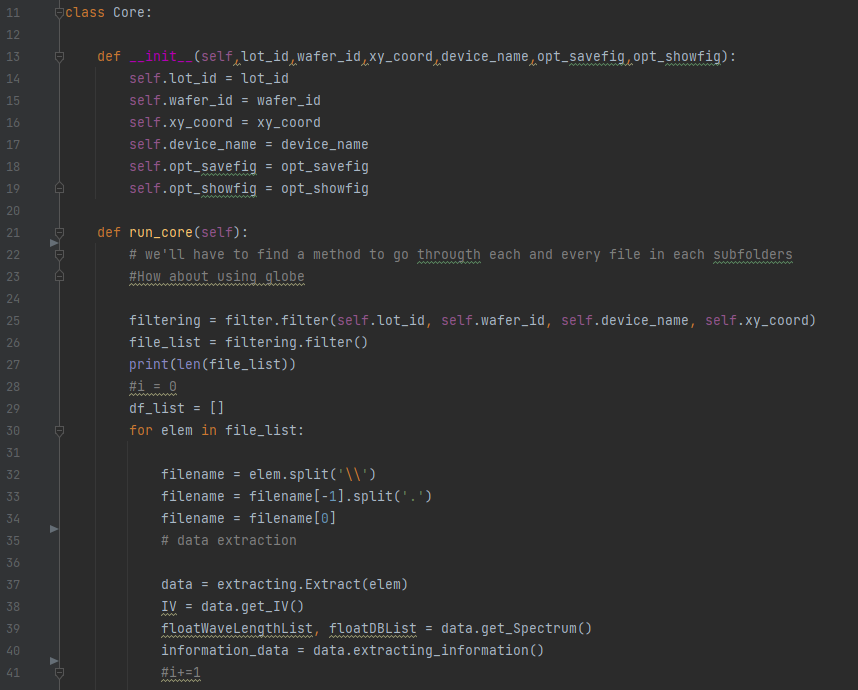 11 class Core:
12
13     def __init__(self,lot_id,wafer_id,xy_coord,device_name,opt_savefig,opt_showfig):
14         self.lot_id = lot_id
15         self.wafer_id = wafer_id
16         self.xy_coord = xy_coord
17         self.device_name = device_name
18         self.opt_savefig = opt_savefig
19         self.opt_showfig = opt_showfig
20
21     def run_core(self):
22         # we'll have to find a method to go througth each and every file in each subfolders
23         #How about using globe
24
25         filtering = filter.filter(self.lot_id, self.wafer_id, self.device_name, self.xy_coord)
26         file_list = filtering.filter()
27         print(len(file_list))
28         #i = 0
29         df_list = []
30         for elem in file_list:
31
32             filename = elem.split('\\')
33             filename = filename[-1].split('.')
34             filename = filename[0]
35             # data extraction
36
37             data = extracting.Extract(elem)
38             IV = data.get_IV()
39             floatWaveLengthList, floatDBList = data.get_Spectrum()
40             information_data = data.extracting_information()
41             #i+=1